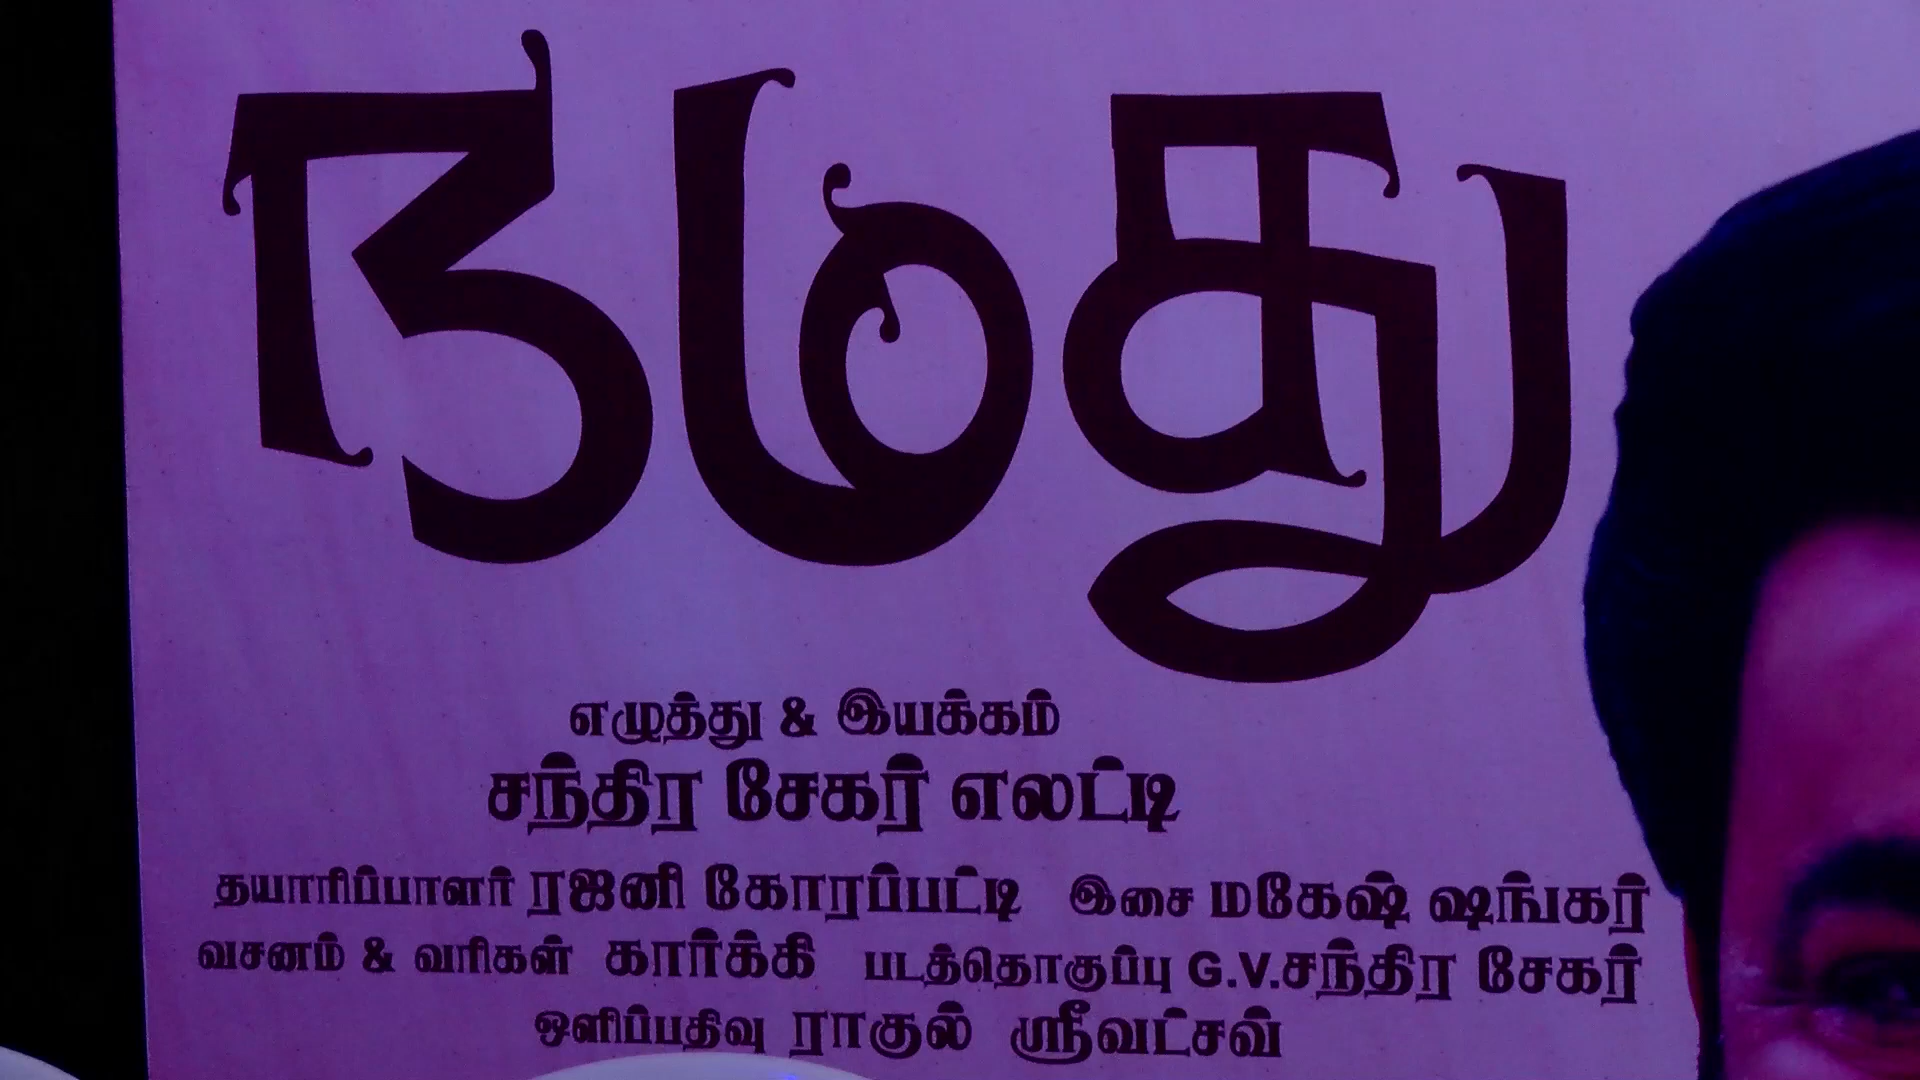 நமது
எழுத்து & இயக்கம்
சந்திர சேகர் எலட்டி
தயாரிப்பாளர் ரஜனி கோரப்பட்டி இசை மகேஷ் ஷங்கர்
வசனம் & வரிகள் கார்க்கி படத்தொகுப்பு G.V.சந்திர சேகர்
ஒளிப்பதிவு ராகுல் ஸ்ரீவட்சவ்